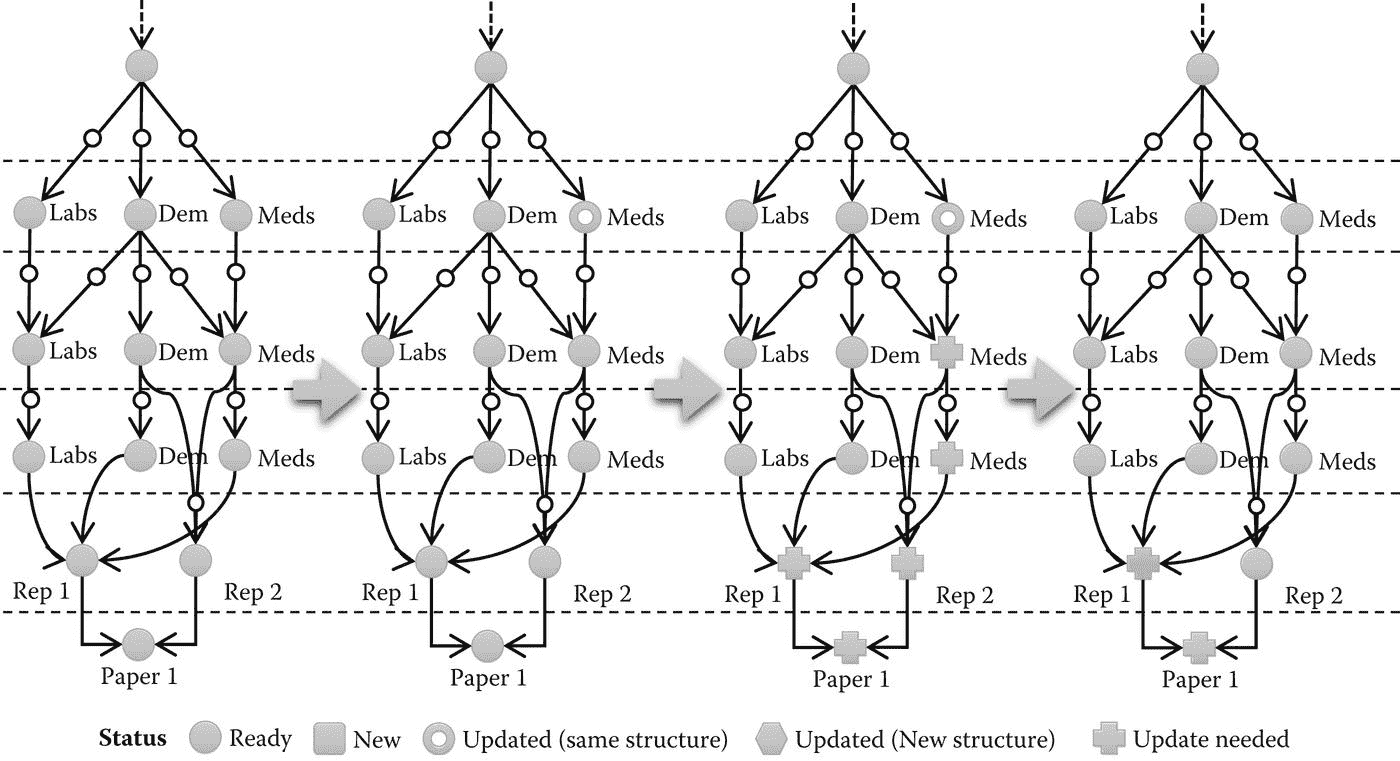 Labs Dem Meds Labs Dem Meds Labs Dem Meds Labs Dem Meds
Labs Dem Meds Labs Dem Meds Labs Dem Meds Labs Dem Meds
Labs Dem Meds Labs Dem Meds Labs Dem Meds Labs Dem Meds
Rep 1 Rep 2 Rep 1 Rep 2 Rep 1 Rep 2 Rep 1 Rep 2
Paper 1 Paper 1 Paper 1 Paper 1
Status Ready New Updated (same structure) Updated (New structure) Update needed